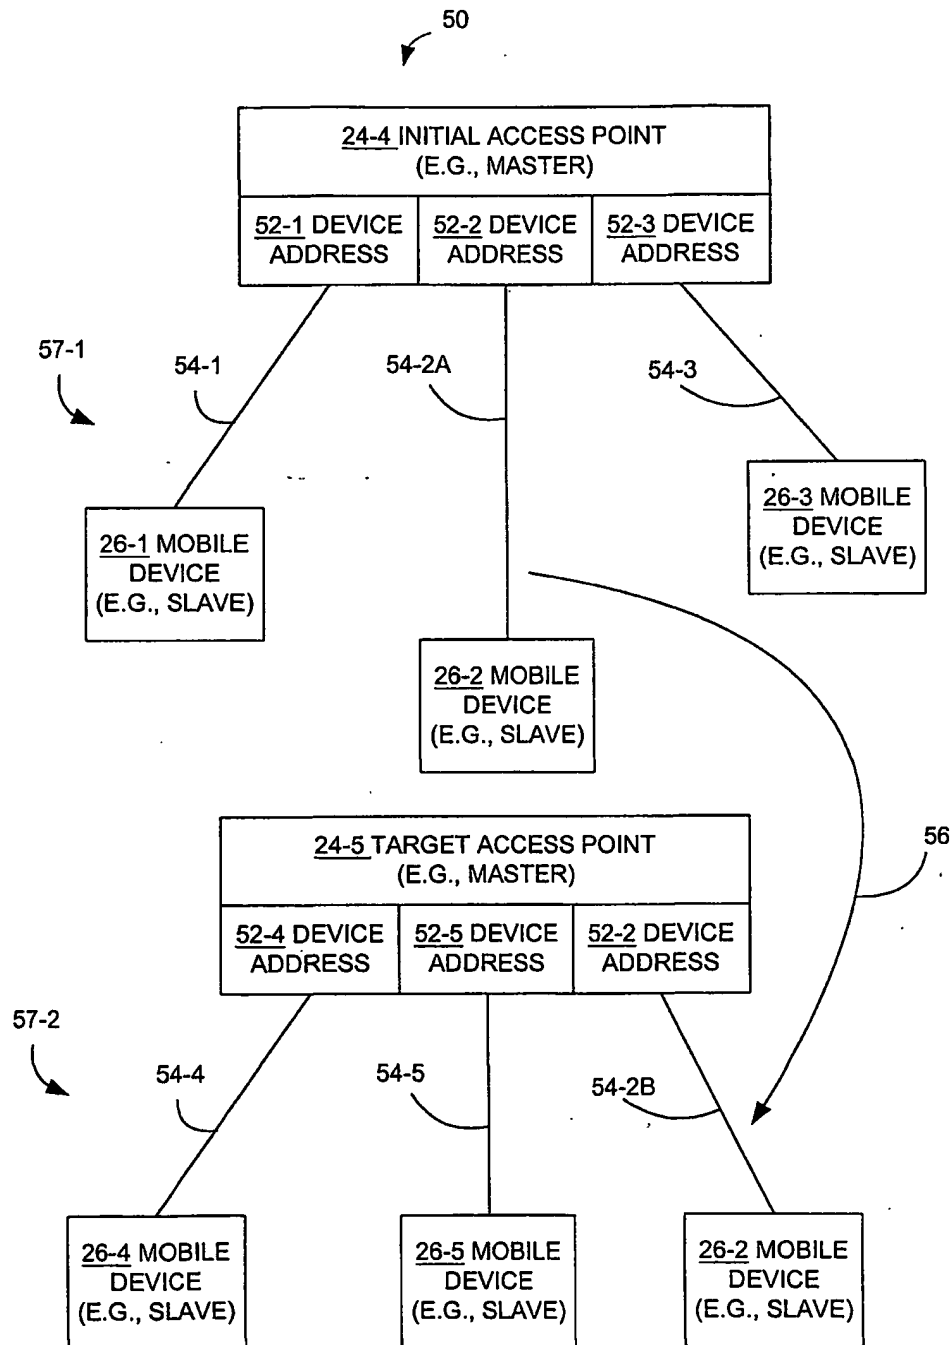 50
24-4 INITIAL ACCESS POINT
(E.G., MASTER)
52-1 DEVICE
ADDRESS
52-2 DEVICE
ADDRESS
52-3 DEVICE
ADDRESS
57-1
54-1
54-2A
54-3
26-1 MOBILE
DEVICE
(E.G., SLAVE)
26-3 MOBILE
DEVICE
(E.G., SLAVE)
26-2 MOBILE
DEVICE
(E.G., SLAVE)
56
24-5 TARGET ACCESS POINT
(E.G., MASTER)
52-4 DEVICE
ADDRESS
52-5 DEVICE
ADDRESS
52-2 DEVICE
ADDRESS
57-2
54-4
54-5
54-2B
26-4 MOBILE
DEVICE
(E.G., SLAVE)
26-5 MOBILE
DEVICE
(E.G., SLAVE)
26-2 MOBILE
DEVICE
(E.G., SLAVE)